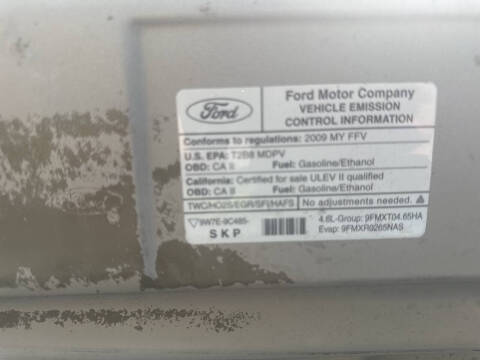 Ford
Ford Motor Company
VEHICLE EMISSION
CONTROL INFORMATION
Conforms to regulations: 2009 MY FFV
U.S. EPA: T2B8 MDPV
OBD: CA II Fuel: Gasoline/Ethanol
California: Certified for sale ULEV II qualified
OBD: CA II Fuel: Gasoline/Ethanol
TWC/HO2S/EGR/SFI/HAFS No adjustments needed.
9W7E-9C485-
SKP
4.6L-Group: 9FMXT04.65HA
Evap: 9FMXR0265NAS